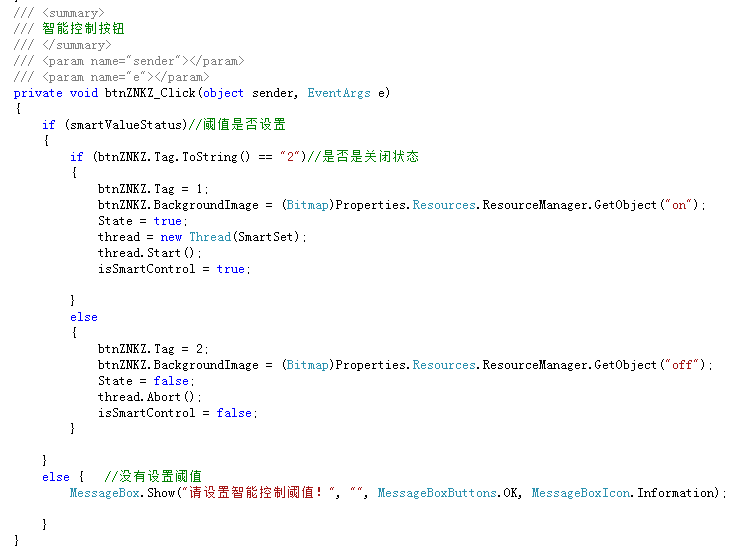 /// <summary>
/// 智能控制按钮
/// </summary>
/// <param name="sender"></param>
/// <param name="e"></param>
private void btnZNKZ_Click(object sender, EventArgs e)
{
    if (smartValueStatus)//阈值是否设置
    {
        if (btnZNKZ.Tag.ToString() == "2")//是否是关闭状态
        {
            btnZNKZ.Tag = 1;
            btnZNKZ.BackgroundImage = (Bitmap)Properties.Resources.ResourceManager.GetObject("on");
            State = true;
            thread = new Thread(SmartSet);
            thread.Start();
            isSmartControl = true;
        }
        else
        {
            btnZNKZ.Tag = 2;
            btnZNKZ.BackgroundImage = (Bitmap)Properties.Resources.ResourceManager.GetObject("off");
            State = false;
            thread.Abort();
            isSmartControl = false;
        }
    }
    else {   //没有设置阈值
        MessageBox.Show("请设置智能控制阈值！", "", MessageBoxButtons.OK, MessageBoxIcon.Information);
    }
}